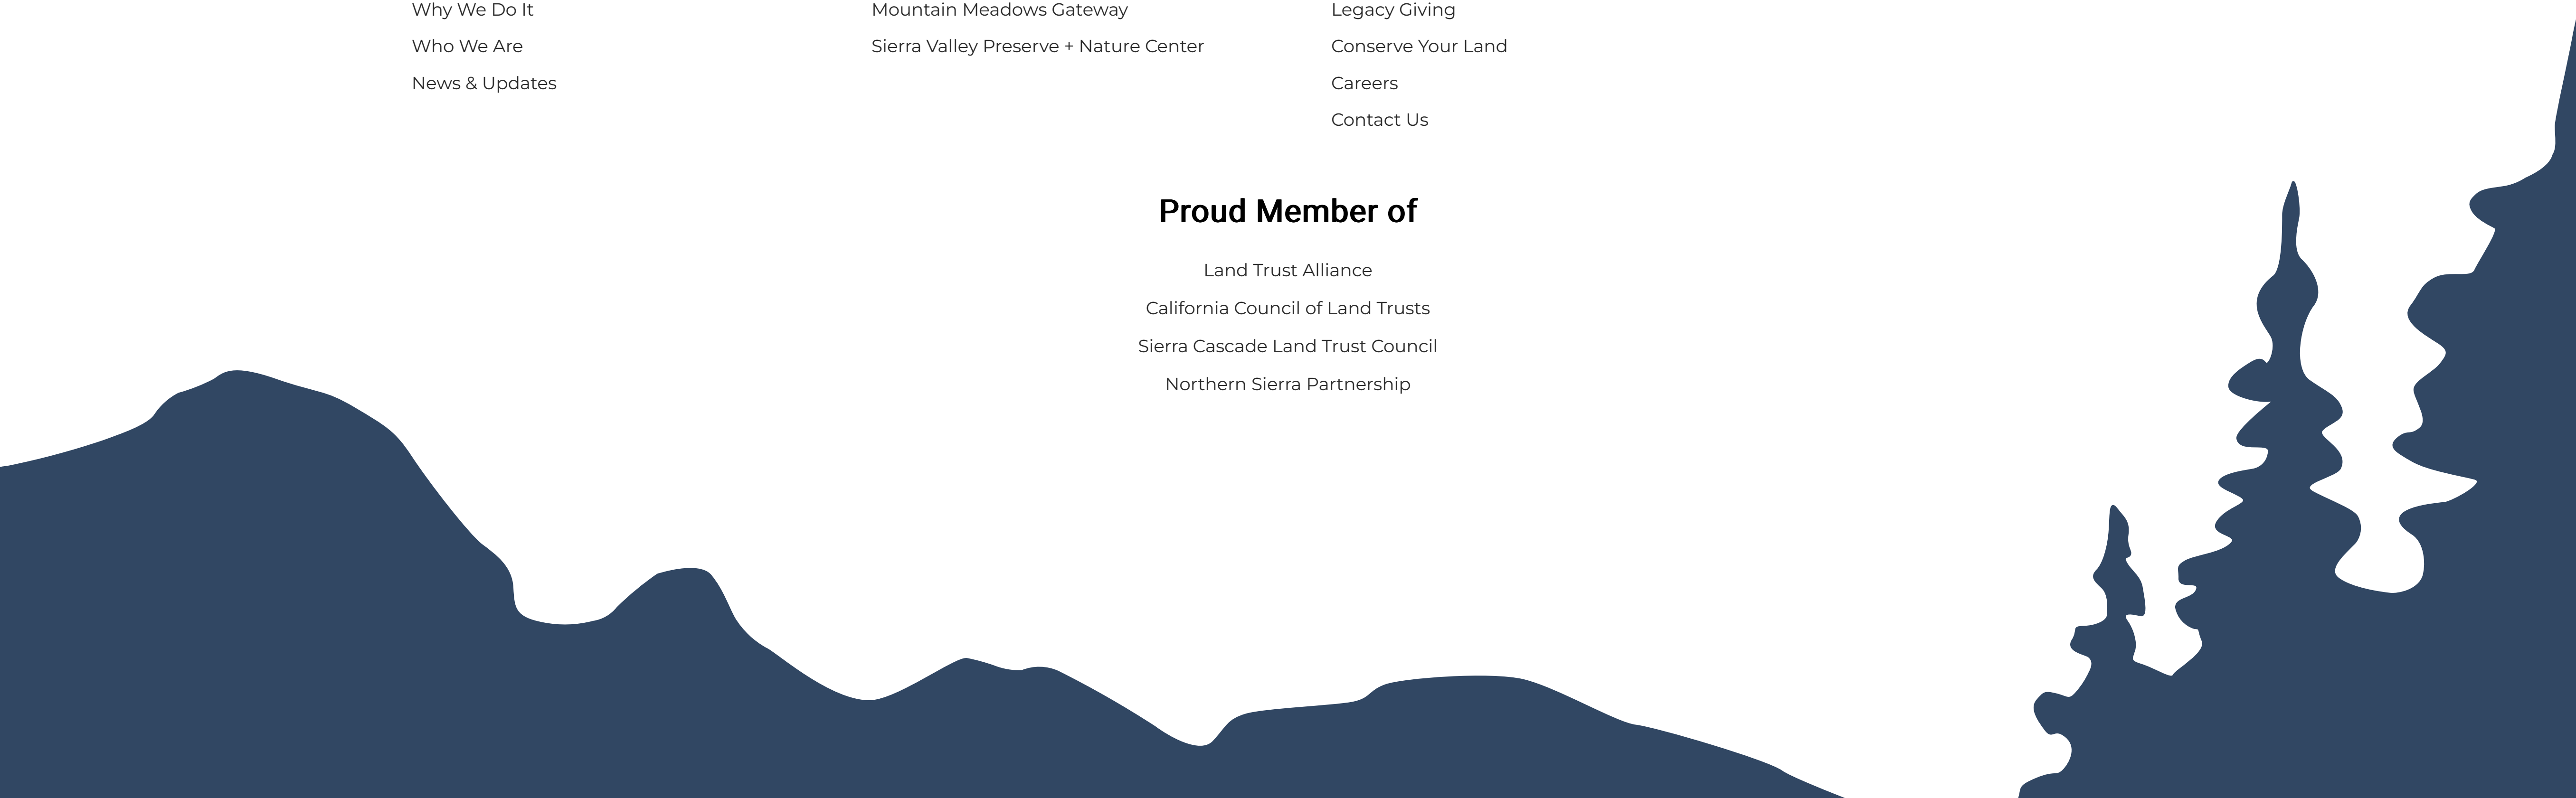 Why We Do It
Who We Are
News & Updates
Mountain Meadows Gateway
Sierra Valley Preserve + Nature Center
Legacy Giving
Conserve Your Land
Careers
Contact Us
Proud Member of
Land Trust Alliance
California Council of Land Trusts
Sierra Cascade Land Trust Council
Northern Sierra Partnership